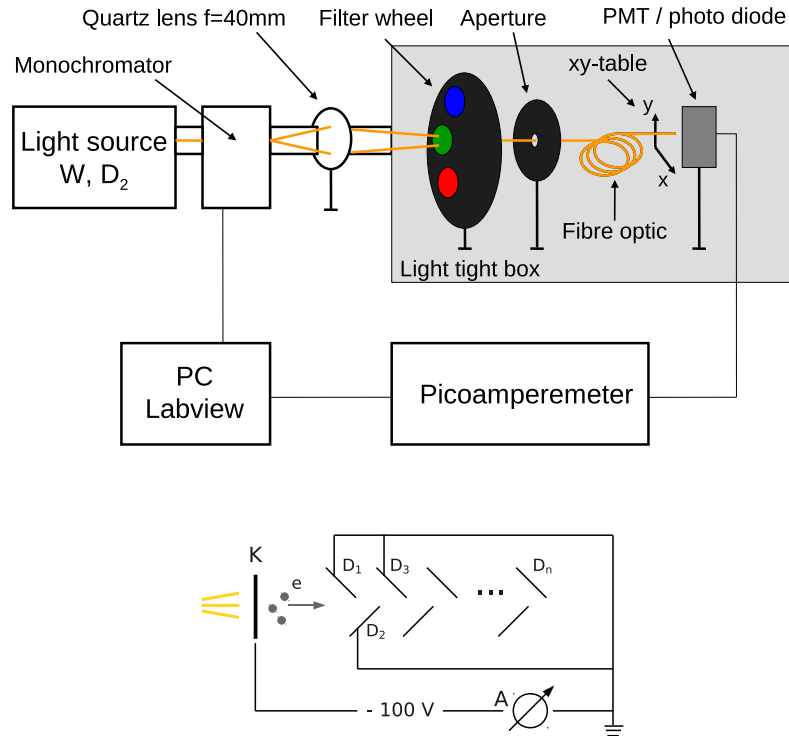 Quartz lens f=40mm
Filter wheel
Aperture
PMT / photo diode
Monochromator
xy-table
Light source
W, D₂
y
x
Fibre optic
Light tight box
PC
Labview
Picoamperemeter
K
e
D₁
D₃
Dₙ
D₂
- 100 V
A